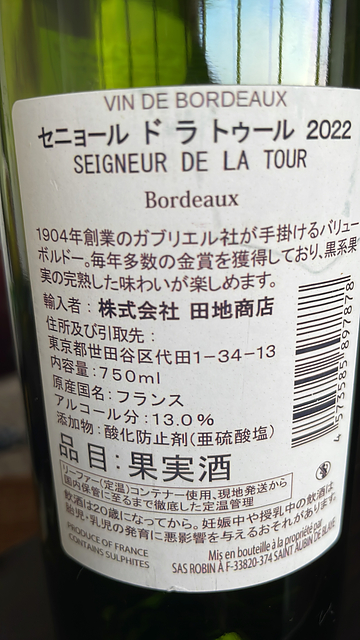 VIN DE BORDEAUX
セニョール ド ラ トゥール 2022
SEIGNEUR DE LA TOUR
Bordeaux
1904年創業のガブリエル社が手掛けるバリュー
ボルドー。毎年多数の金賞を獲得しており、黒系果
実の完熟した味わいが楽しめます。
輸入者：株式会社 田地商店
住所及び引取先：
東京都世田谷区代田1-34-13
内容量：750ml
原産国名：フランス
アルコール分：13.0%
添加物：酸化防止剤（亜硫酸塩）
品目：果実酒
4 573585 897878
リーファー（定温）コンテナー使用、現地発送から
国内保管に至るまで徹底した定温管理
飲酒は20歳になってから。妊娠中や授乳中の飲酒は、
胎児・乳児の発育に悪影響を与えるおそれがあります。
PRODUCE OF FRANCE
CONTAINS SULPHITES
Mis en bouteille à la propriété par
SAS ROBIN À F-33820-374 SAINT AUBIN DE BLAYE